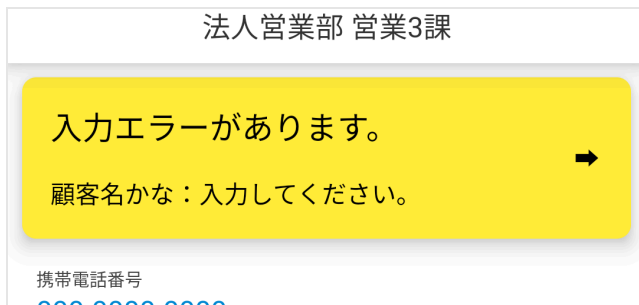 法人営業部 営業3課
入力エラーがあります。
➡
顧客名かな：入力してください。
携帯電話番号